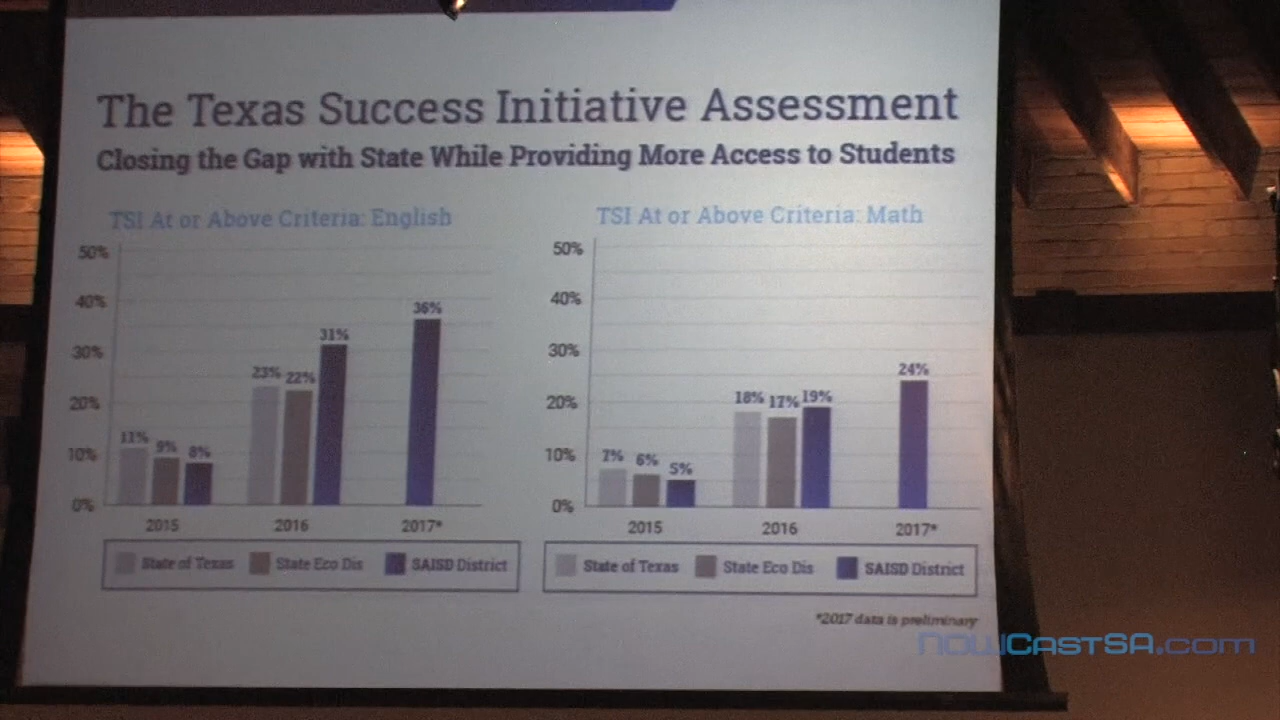 The Texas Success Initiative Assessment
Closing the Gap with State While Providing More Access to Students
TSI At or Above Criteria: English
50%
40%
30%
20%
10%
0%
11%
9%
8%
23%
22%
31%
36%
2015
2016
2017*
State of Texas
State Eco Dis
SAISD District
TSI At or Above Criteria: Math
50%
40%
30%
20%
10%
0%
7%
6%
5%
18%
17%
19%
24%
2015
2016
2017*
State of Texas
State Eco Dis
SAISD District
*2017 data is preliminary
NOWCASTSA.com